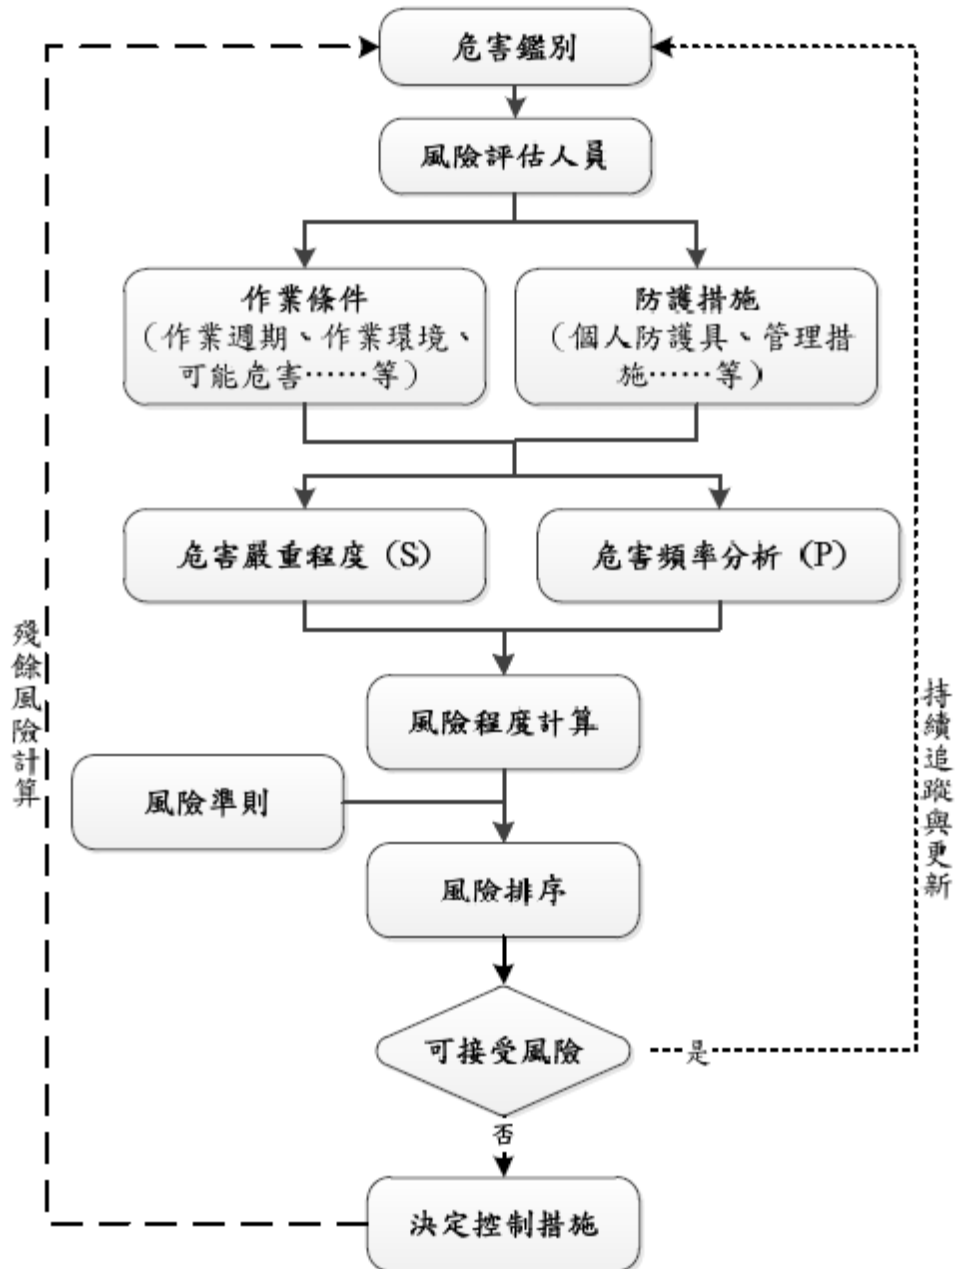 危害鑑別
風險評估人員
作業條件
（作業週期、作業環境、
可能危害……等）
防護措施
（個人防護具、管理措
施……等）
危害嚴重程度（S）
危害頻率分析（P）
殘餘風險計算
持續追蹤與更新
風險程度計算
風險準則
風險排序
可接受風險
是
否
決定控制措施